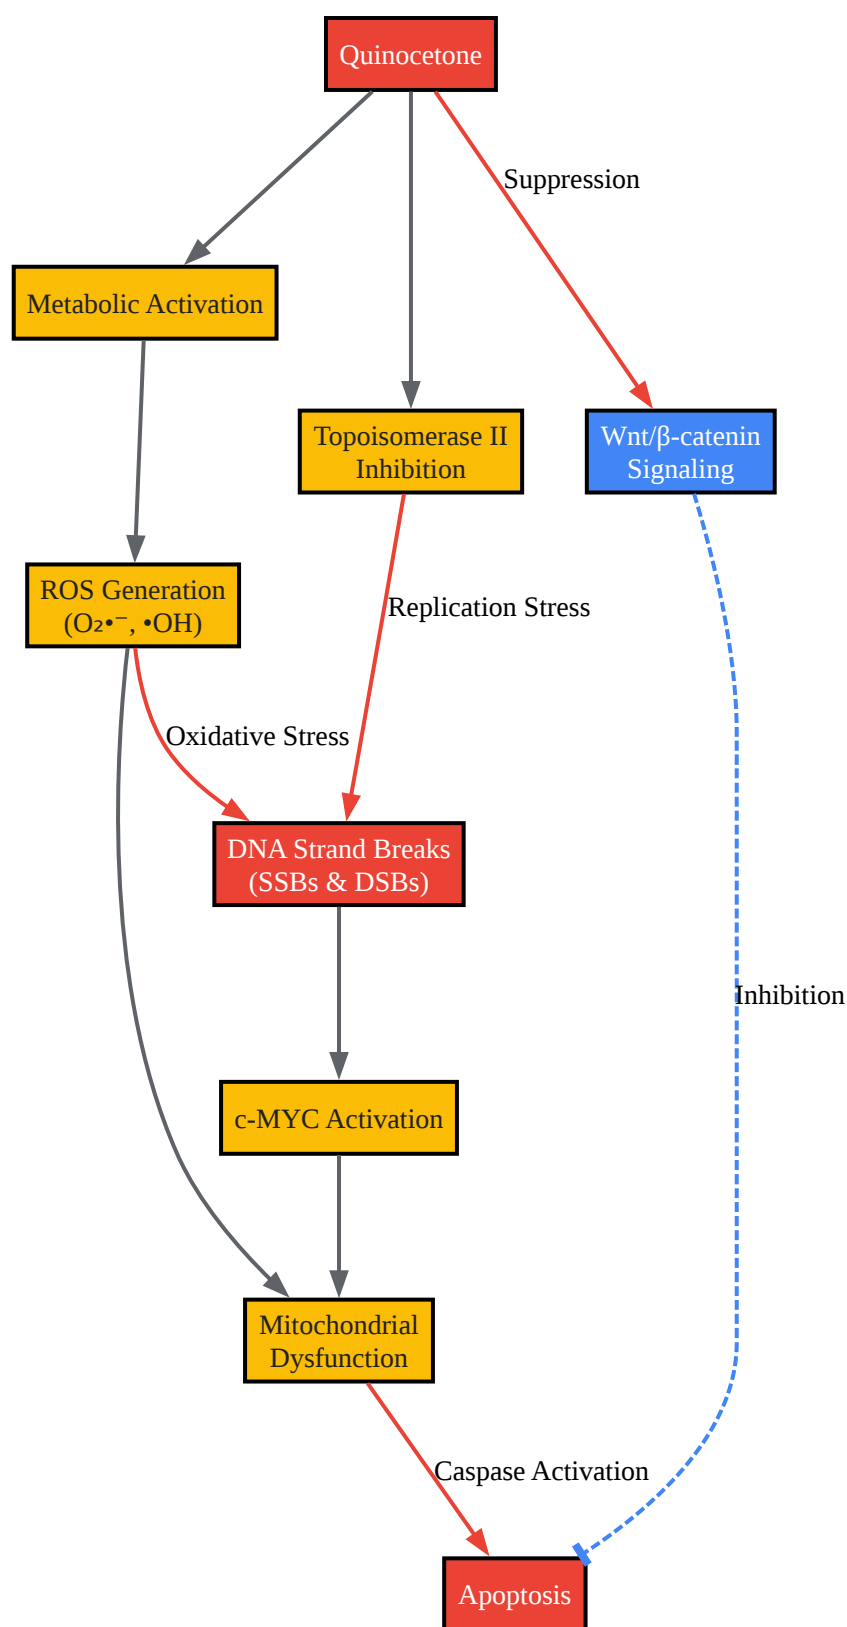 Quinocetone
Suppression
Metabolic Activation
Topoisomerase II
Inhibition
Wnt/β-catenin
Signaling
ROS Generation
(O₂•⁻, •OH)
Replication Stress
Oxidative Stress
DNA Strand Breaks
(SSBs & DSBs)
Inhibition
c-MYC Activation
Mitochondrial
Dysfunction
Caspase Activation
Apoptosis